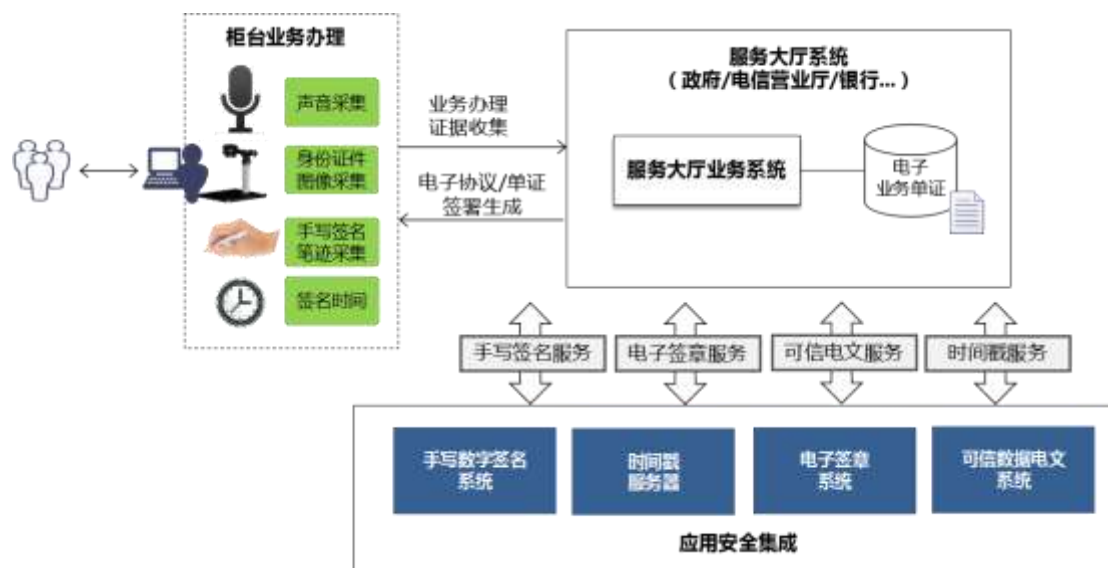 柜台业务办理
声音采集
身份证件
图像采集
手写签名
笔迹采集
签名时间
业务办理
证据收集
电子协议/单证
签署生成
服务大厅系统
（政府/电信营业厅/银行...）
服务大厅业务系统
电子
业务单证
手写签名服务
电子签章服务
可信电文服务
时间戳服务
手写数字签名
系统
时间戳
服务器
电子签章
系统
可信数据电文
系统
应用安全集成